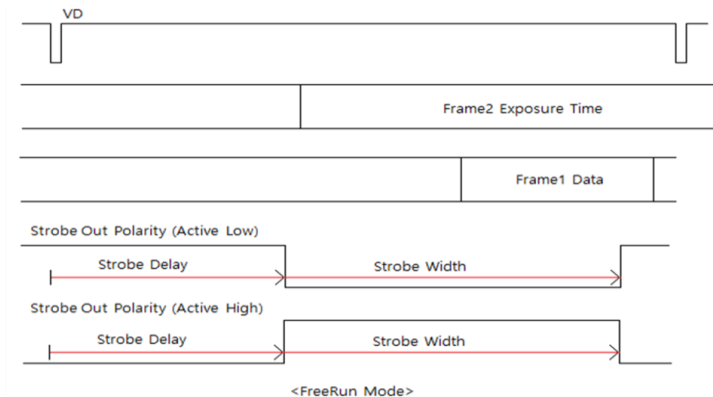 VD
Frame2 Exposure Time
Frame1 Data
Strobe Out Polarity (Active Low)
Strobe Delay
Strobe Width
Strobe Out Polarity (Active High)
Strobe Delay
Strobe Width
<FreeRun Mode>